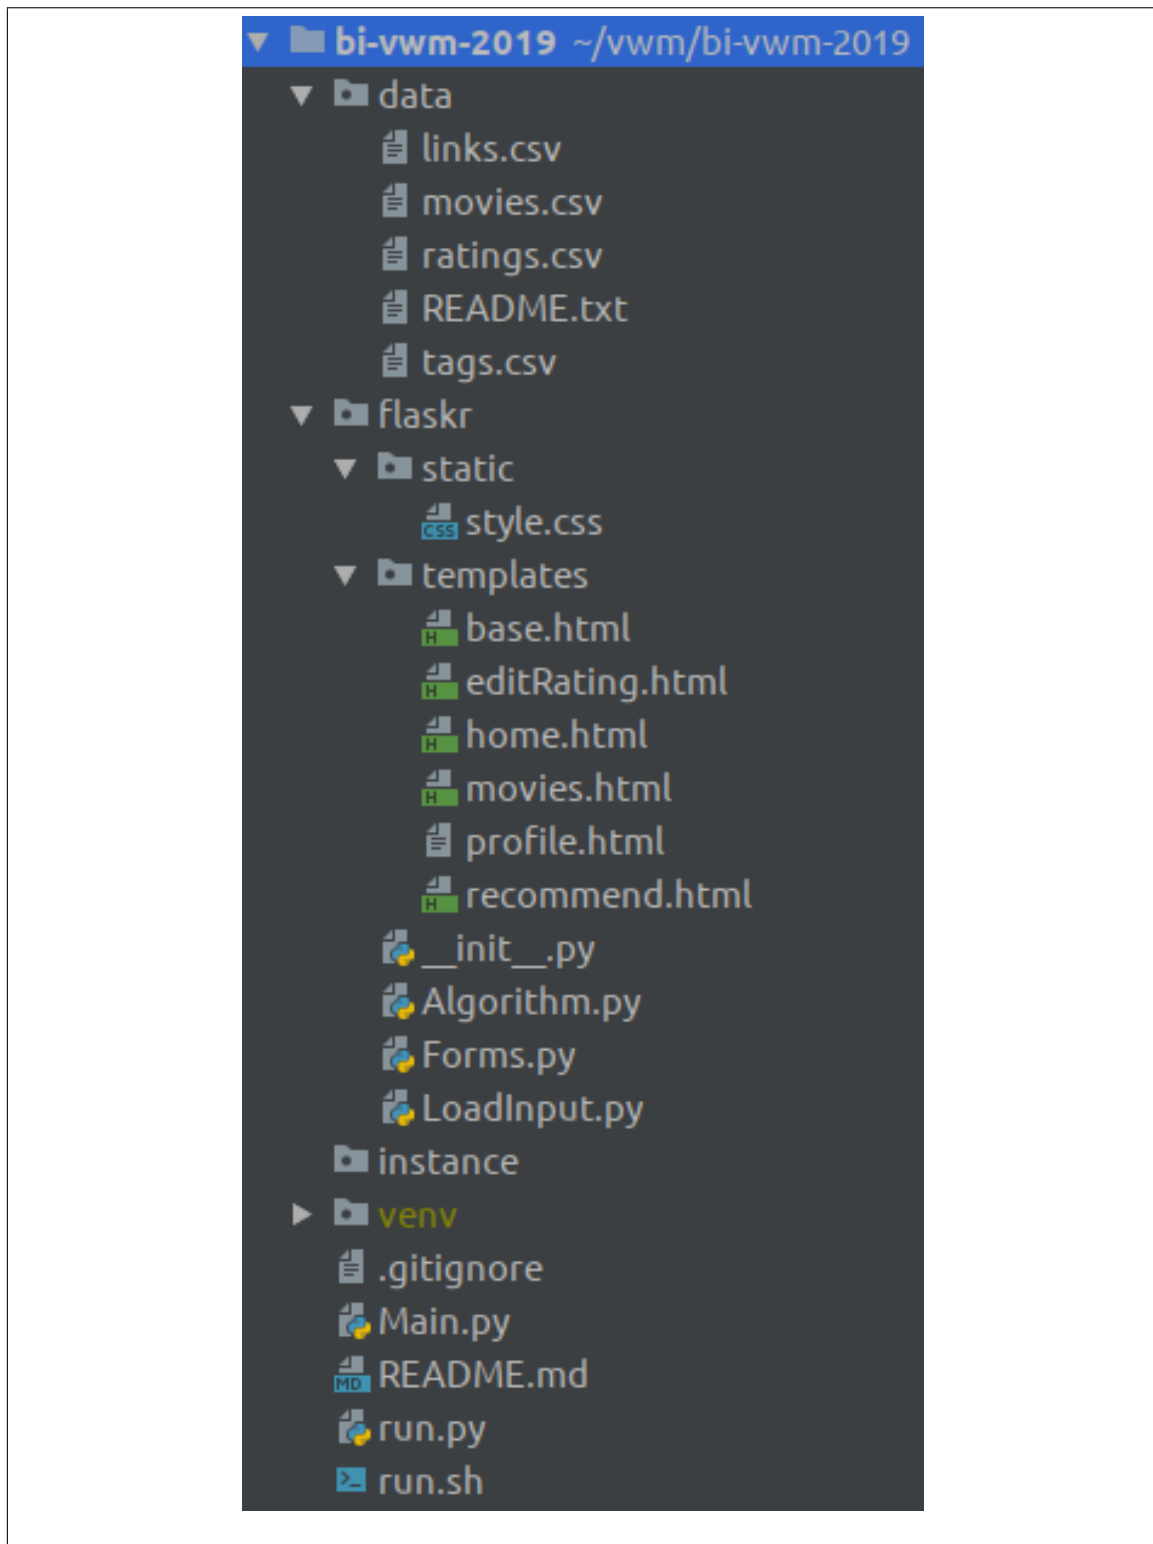 bi-vwm-2019 ~/vwm/bi-vwm-2019
data
links.csv
movies.csv
ratings.csv
README.txt
tags.csv
flaskr
static
CSS style.css
templates
H base.html
H editRating.html
H home.html
H movies.html
profile.html
H recommend.html
__init__.py
Algorithm.py
Forms.py
LoadInput.py
instance
venv
.gitignore
Main.py
MD README.md
run.py
run.sh